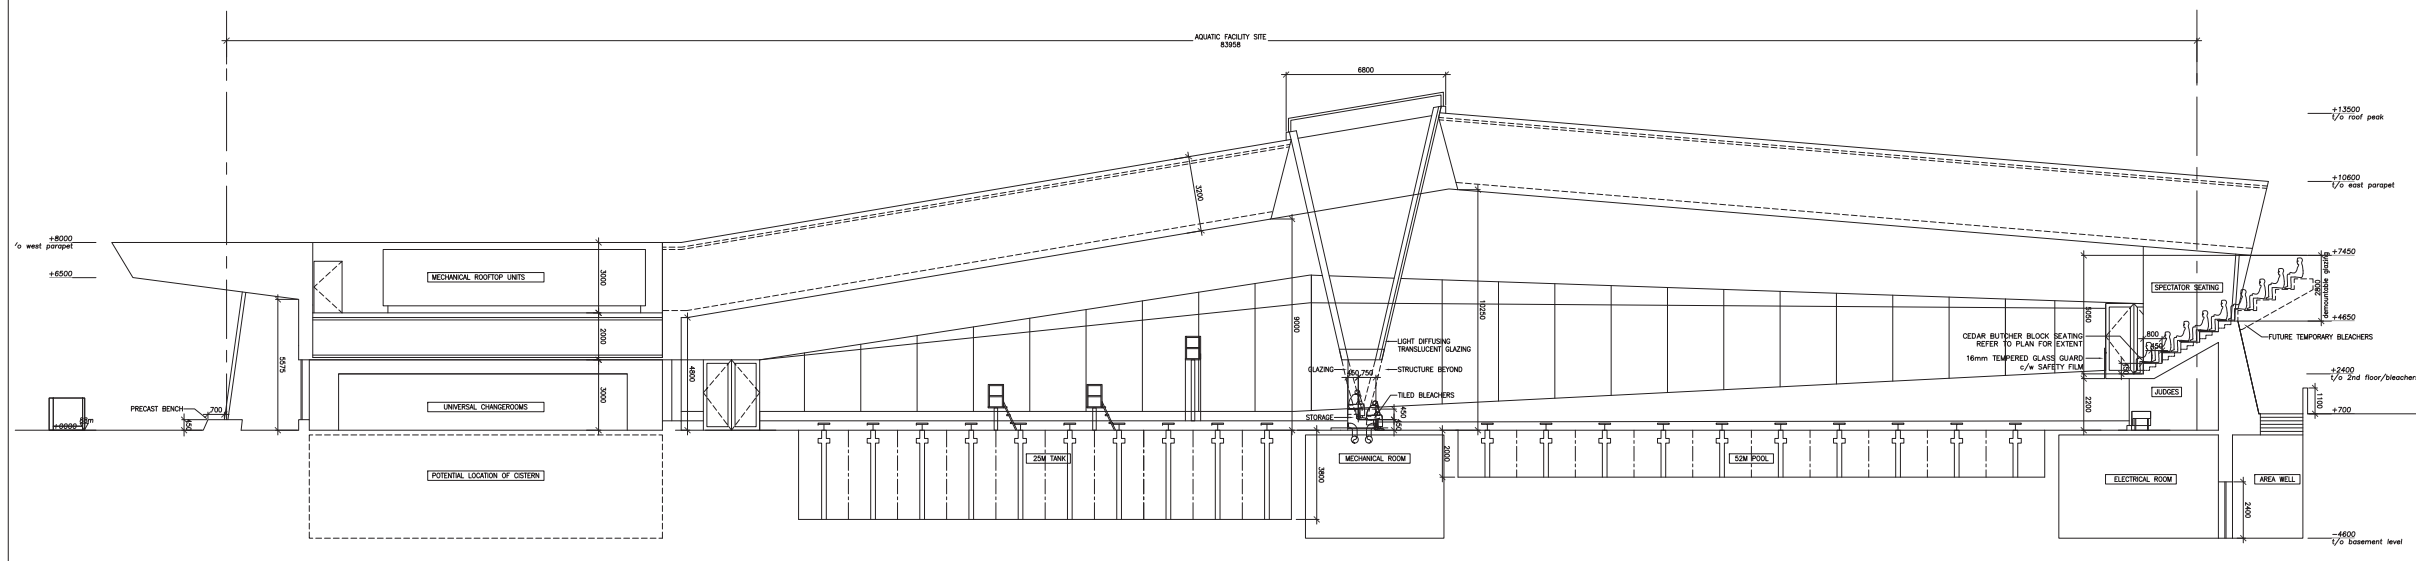 AQUATIC FACILITY SITE
83958
6800
+13500
t/o roof peak
+10600
t/o east parapet
3200
+8000
/o west parapet
+6500
MECHANICAL ROOFTOP UNITS
3000
2000
3000
5575
4800
9000
10250
+7450
demountable glazing
2800
SPECTATOR SEATING
5050
+4650
FUTURE TEMPORARY BLEACHERS
CEDAR BUTCHER BLOCK SEATING
REFER TO PLAN FOR EXTENT
800
450
16mm TEMPERED GLASS GUARD
c/w SAFETY FILM
LIGHT DIFFUSING
TRANSLUCENT GLAZING
GLAZING
STRUCTURE BEYOND
450
750
+2400
t/o 2nd floor/bleachers
JUDGES
2200
1100
+700
TILED BLEACHERS
450
STORAGE
PRECAST BENCH
700
450
UNIVERSAL CHANGEROOMS
+0000
25M TANK
MECHANICAL ROOM
2000
3800
52M POOL
POTENTIAL LOCATION OF CISTERN
ELECTRICAL ROOM
AREA WELL
2400
-4600
t/o basement level